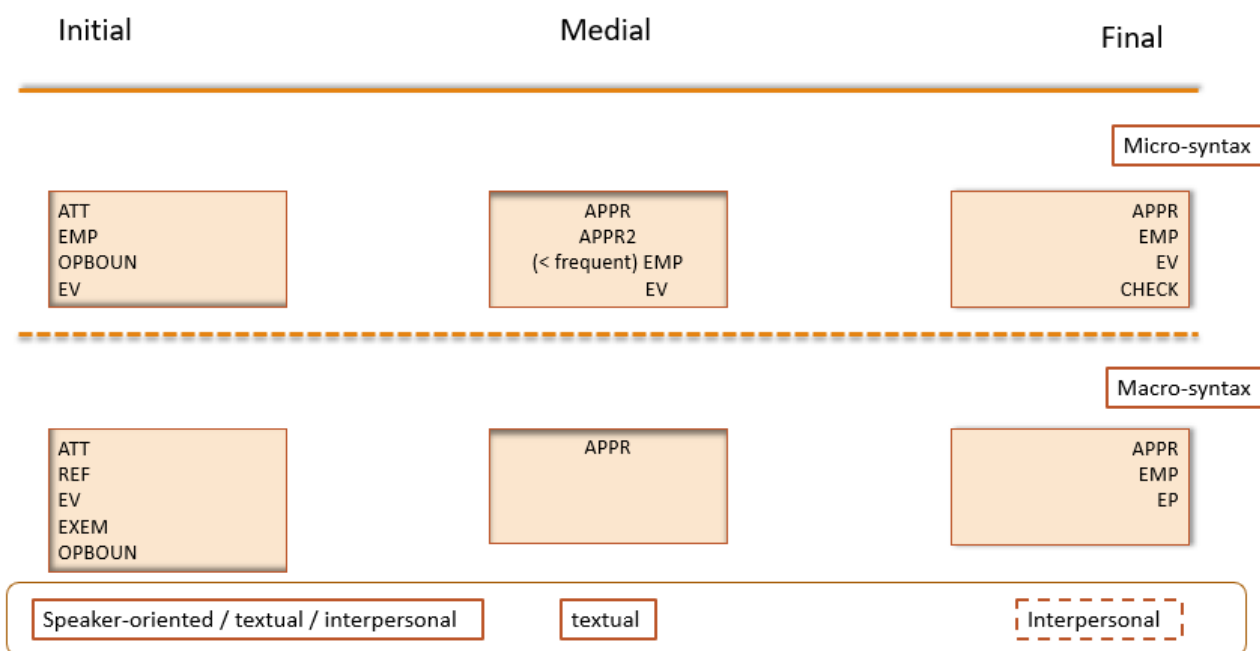 Initial
Medial
Final
Micro-syntax
ATT
EMP
OPBOUN
EV
APPR
APPR2
(< frequent) EMP
EV
APPR
EMP
EV
CHECK
Macro-syntax
ATT
REF
EV
EXEM
OPBOUN
APPR
APPR
EMP
EP
Speaker-oriented / textual / interpersonal
textual
Interpersonal